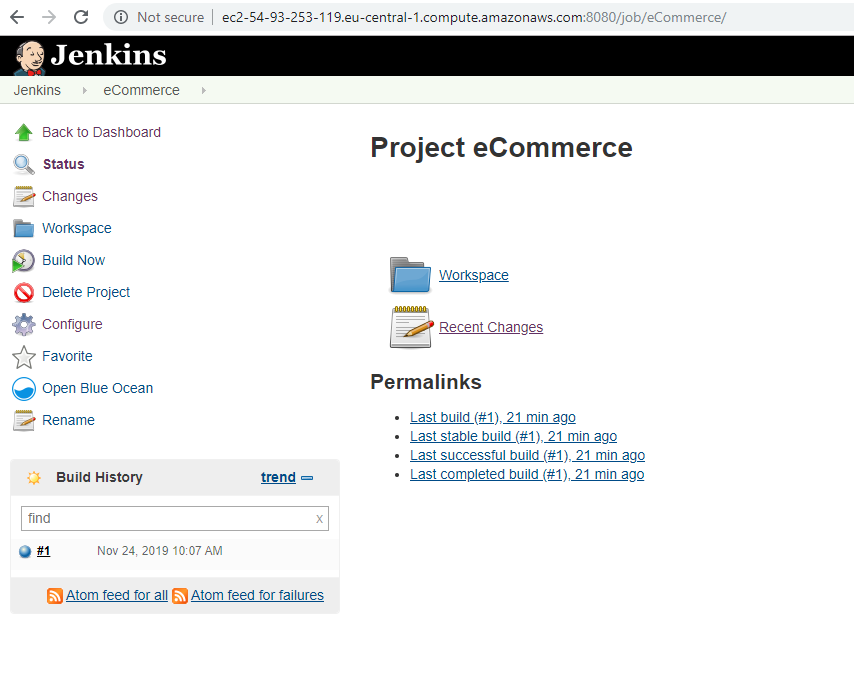 Not secure | ec2-54-93-253-119.eu-central-1.compute.amazonaws.com:8080/job/eCommerce/
Jenkins
Jenkins eCommerce
Back to Dashboard
Status
Changes
Workspace
Build Now
Delete Project
Configure
Favorite
Open Blue Ocean
Rename
Build History trend
find x
#1 Nov 24, 2019 10:07 AM
Atom feed for all Atom feed for failures
Project eCommerce
Workspace
Recent Changes
Permalinks
Last build (#1), 21 min ago
Last stable build (#1), 21 min ago
Last successful build (#1), 21 min ago
Last completed build (#1), 21 min ago